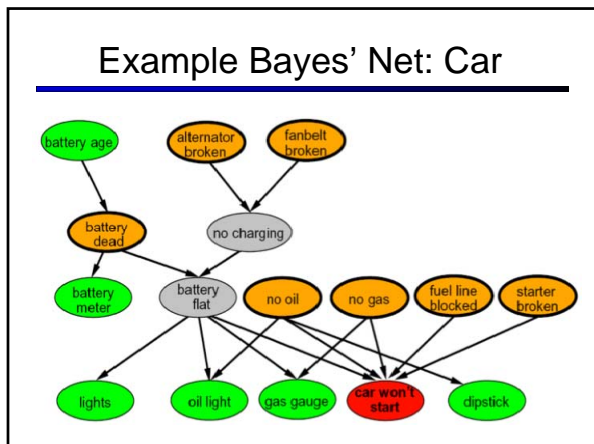 Example Bayes' Net: Car
battery age
alternator
broken
fanbelt
broken
battery
dead
no charging
battery
meter
battery
flat
no oil
no gas
fuel line
blocked
starter
broken
lights
oil light
gas gauge
car won't
start
dipstick